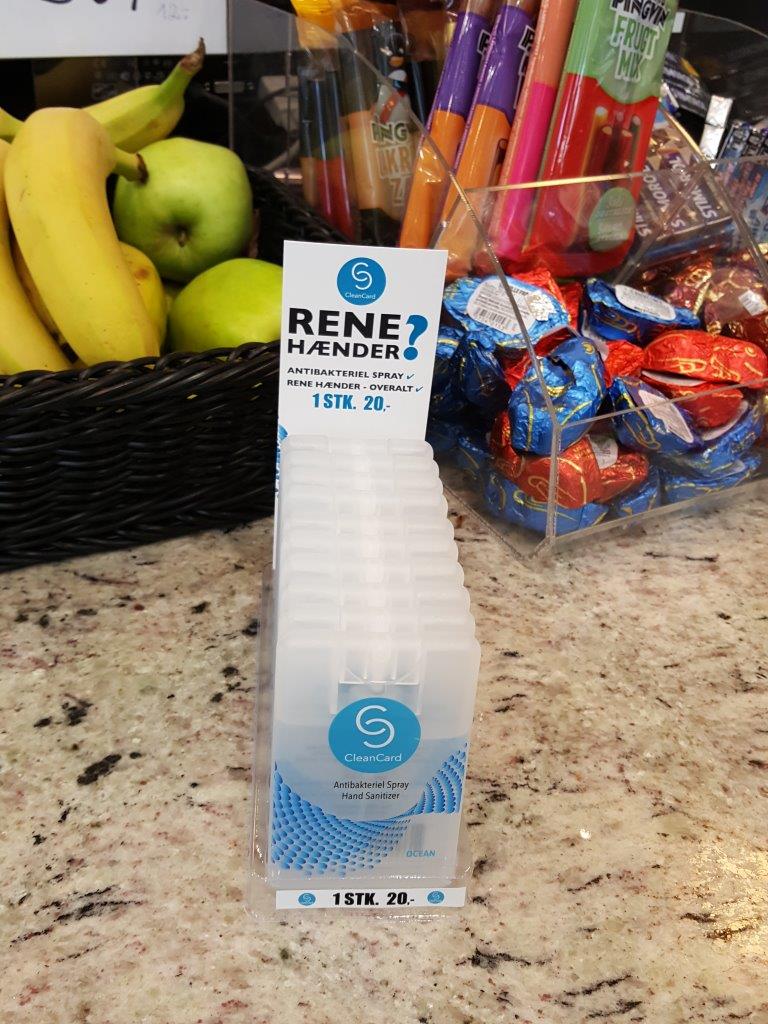 PINGVIN
FRUGT
MIX
CleanCard
RENE
HÆNDER?
ANTIBAKTERIEL SPRAY ✓
RENE HÆNDER - OVERALT ✓
1 STK. 20,-
CleanCard
Antibakteriel Spray
Hand Sanitizer
OCEAN
1 STK. 20,-